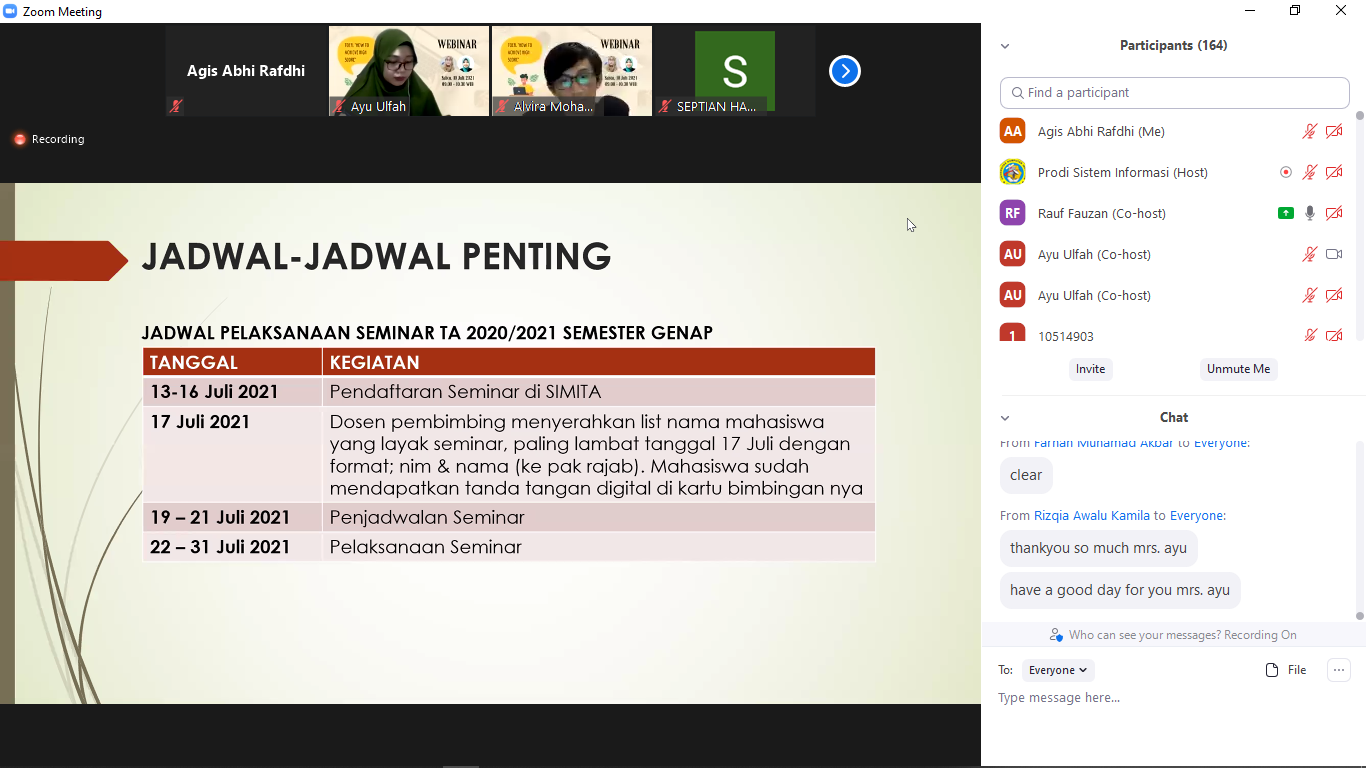 Zoom Meeting
Agis Abhi Rafdhi
WEBINAR
Ayu Ulfah
WEBINAR
Alvira Moha...
S
SEPTIAN HA...
Recording
JADWAL-JADWAL PENTING
JADWAL PELAKSANAAN SEMINAR TA 2020/2021 SEMESTER GENAP
TANGGAL KEGIATAN
13-16 Juli 2021 Pendaftaran Seminar di SIMITA
17 Juli 2021 Dosen pembimbing menyerahkan list nama mahasiswa
yang layak seminar, paling lambat tanggal 17 Juli dengan
format; nim & nama (ke pak rajab). Mahasiswa sudah
mendapatkan tanda tangan digital di kartu bimbingan nya
19 – 21 Juli 2021 Penjadwalan Seminar
22 – 31 Juli 2021 Pelaksanaan Seminar
Participants (164)
Find a participant
AA Agis Abhi Rafdhi (Me)
Prodi Sistem Informasi (Host)
RF Rauf Fauzan (Co-host)
AU Ayu Ulfah (Co-host)
AU Ayu Ulfah (Co-host)
1 10514903
Invite Unmute Me
Chat
From Farhan Muhamad Akbar to Everyone:
clear
From Rizqia Awalu Kamila to Everyone:
thankyou so much mrs. ayu
have a good day for you mrs. ayu
Who can see your messages? Recording On
To: Everyone File
Type message here...